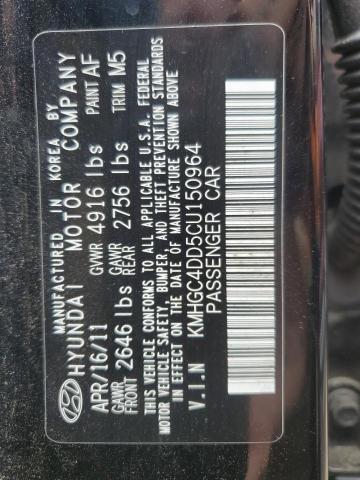 MANUFACTURED IN KOREA BY
HYUNDAI MOTOR COMPANY
APR/16/11 GVWR 4916 lbs PAINT AF
GAWR FRONT 2646 lbs GAWR REAR 2756 lbs TRIM M5
THIS VEHICLE CONFORMS TO ALL APPLICABLE U.S.A. FEDERAL
MOTOR VEHICLE SAFETY, BUMPER, AND THEFT PREVENTION STANDARDS
IN EFFECT ON THE DATE OF MANUFACTURE SHOWN ABOVE
V.I.N KMHGC4DD5CU150964
PASSENGER CAR